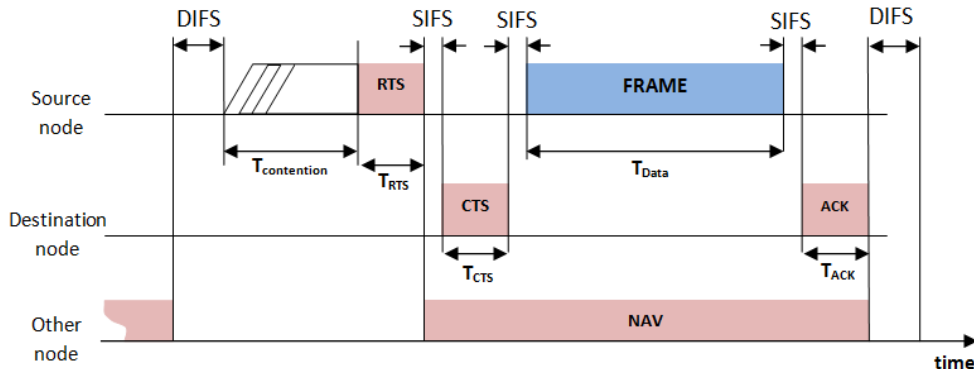 DIFS
SIFS
SIFS
SIFS
DIFS
Source
node
RTS
FRAME
Tcontention
TRTS
TData
Destination
node
CTS
ACK
TCTS
TACK
Other
node
NAV
time